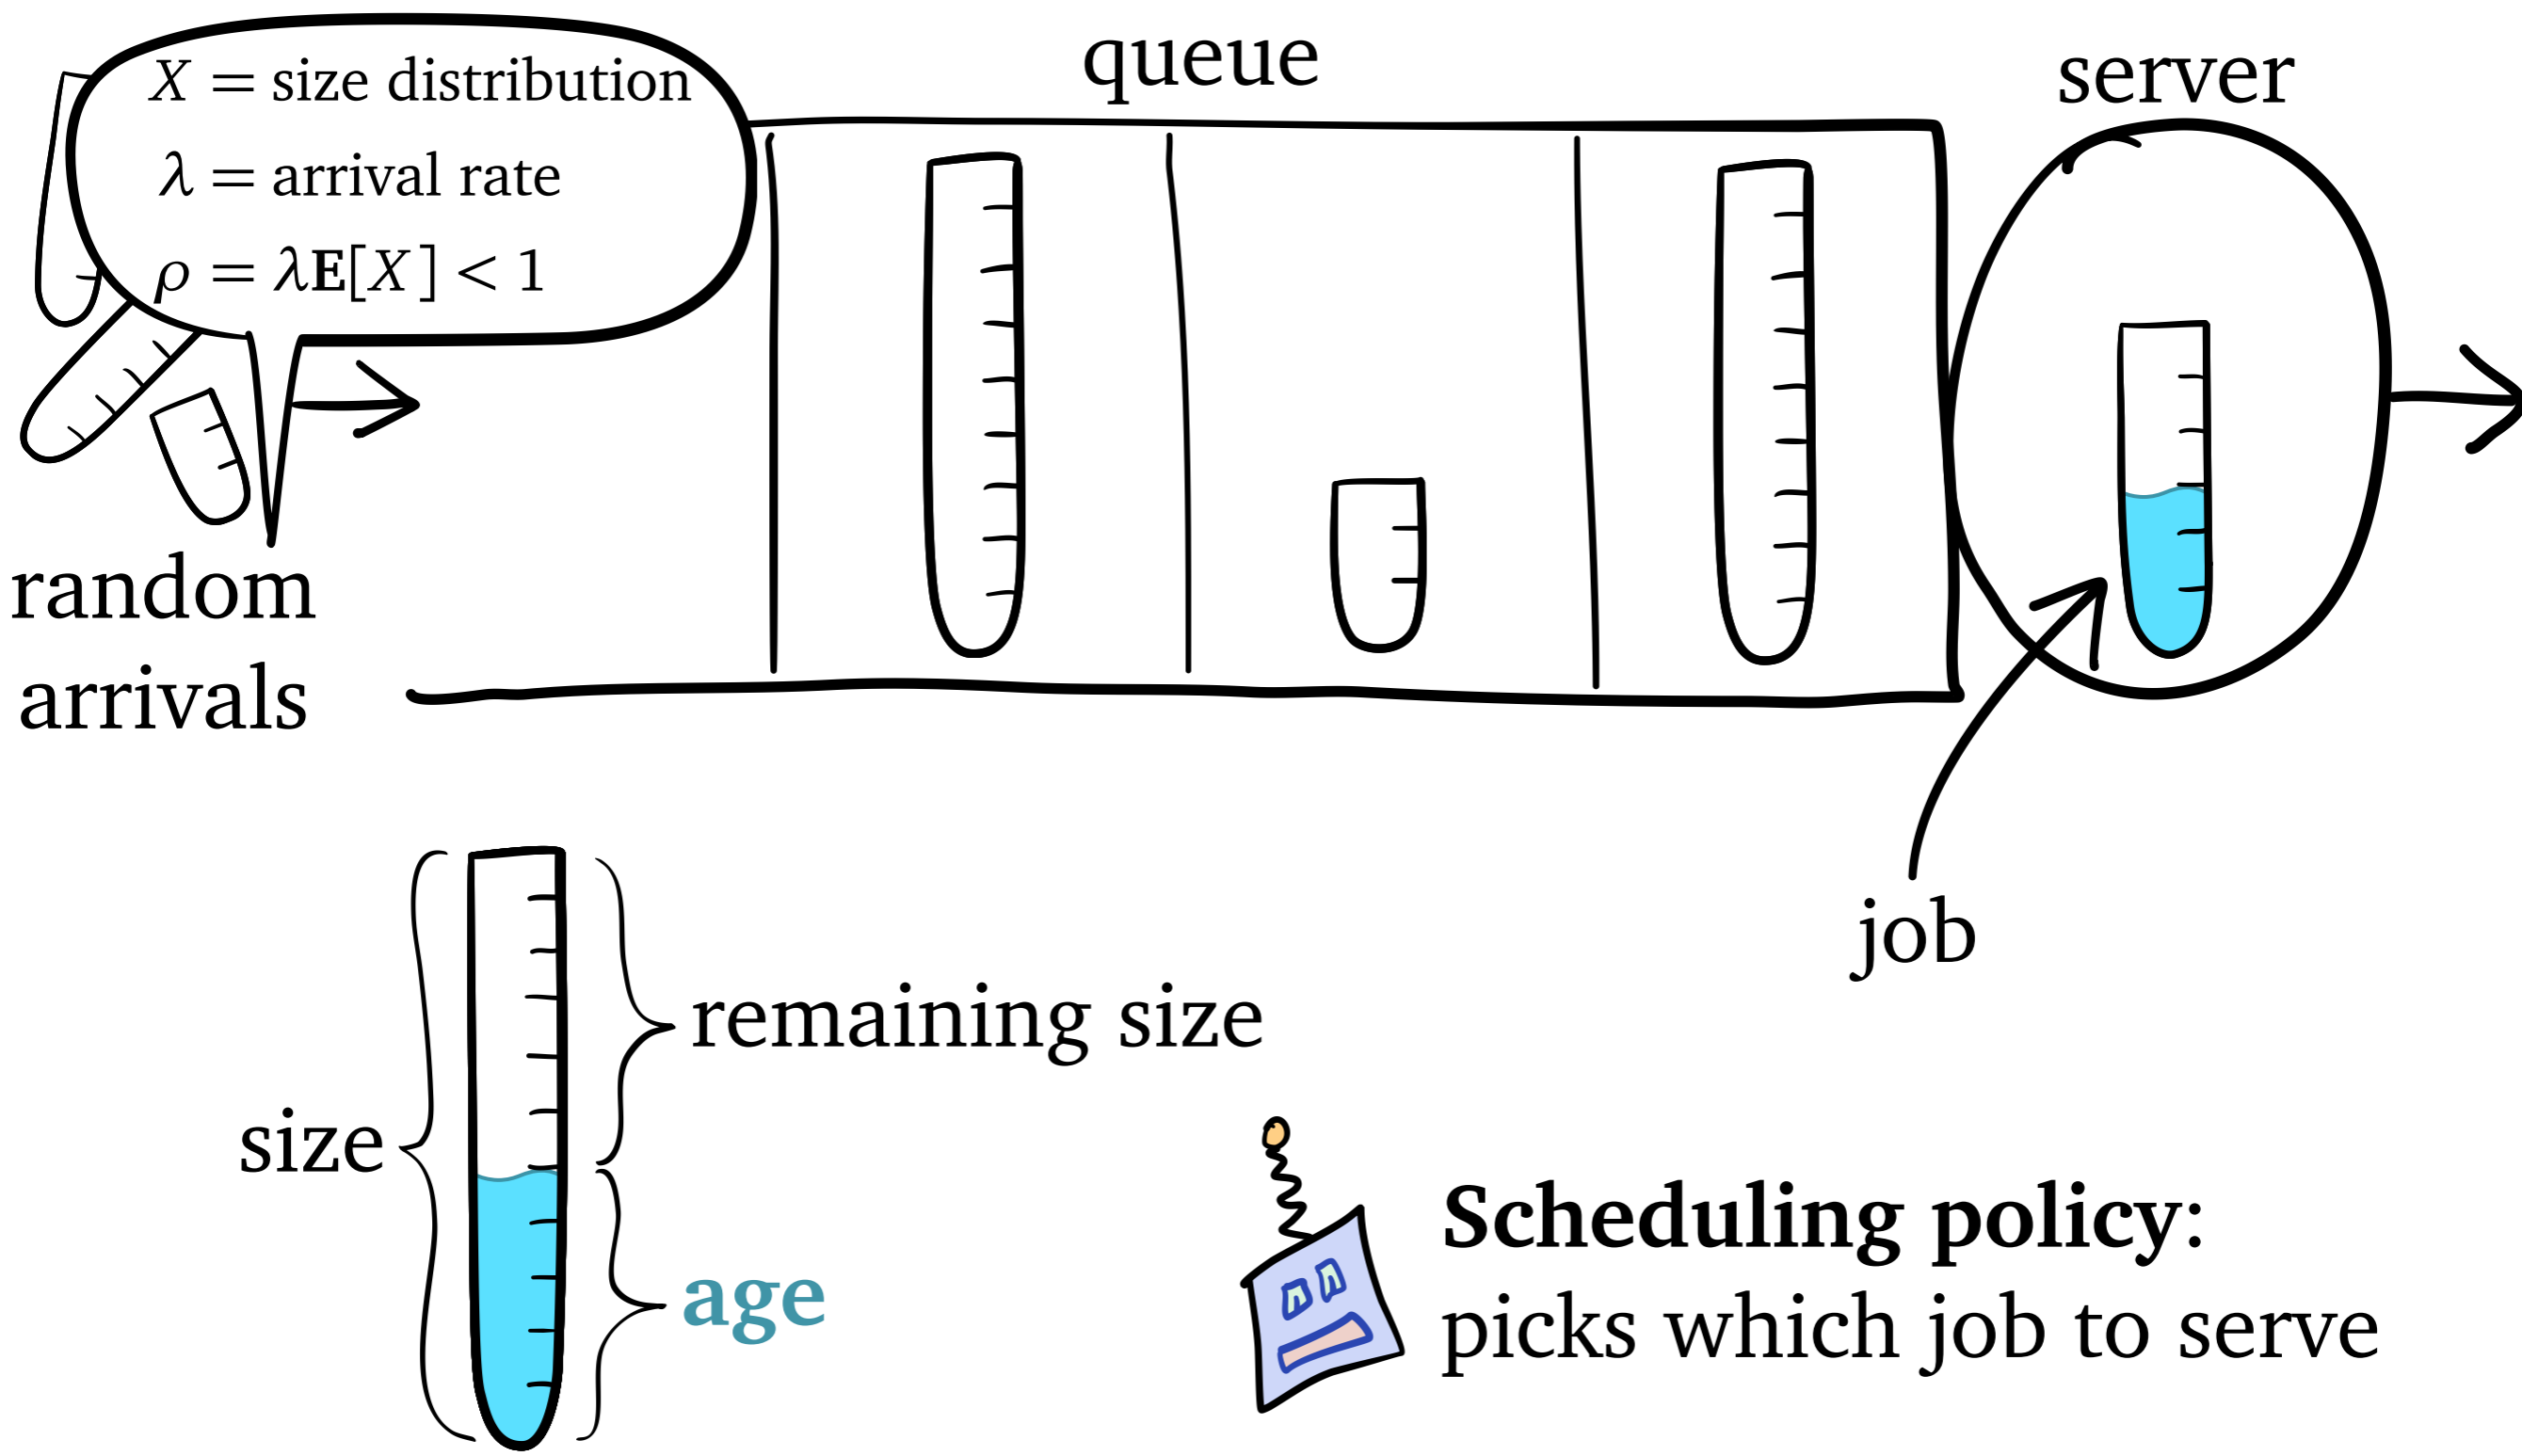 X = size distribution
λ = arrival rate
ρ = λE[X] < 1
queue
server
random
arrivals
job
remaining size
size
age
Scheduling policy:
picks which job to serve